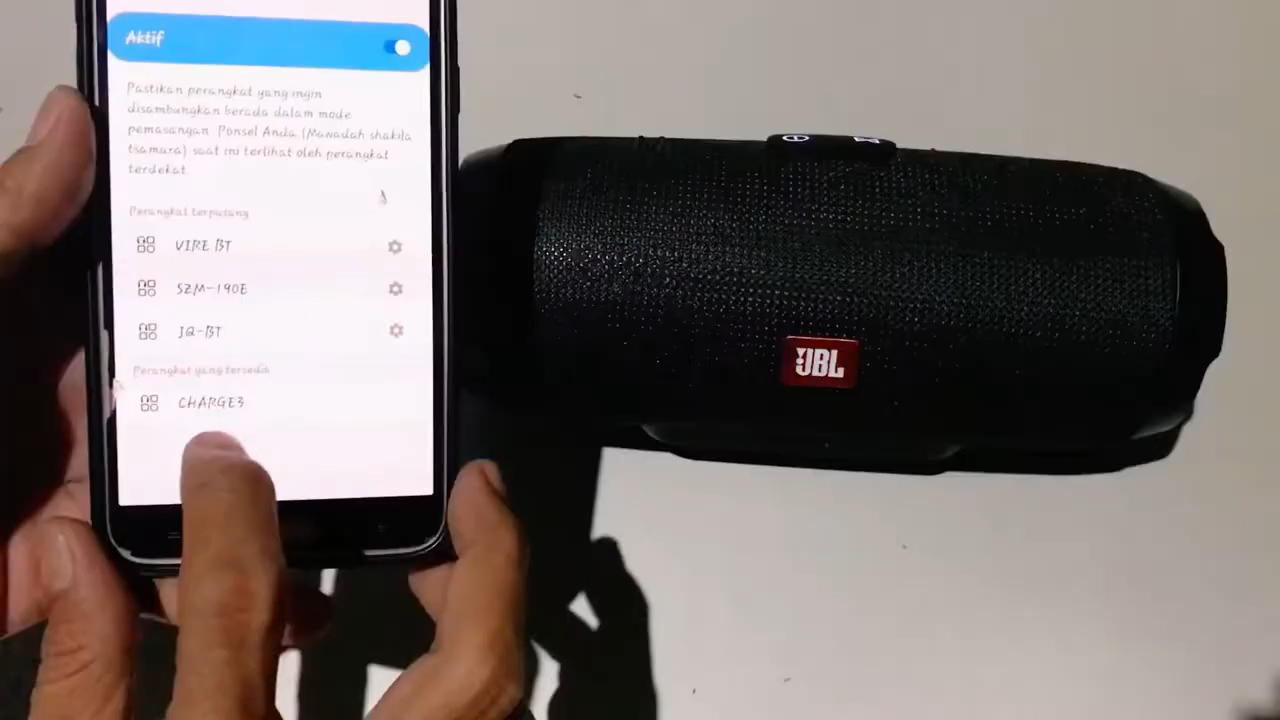 Aktif
Pastikan perangkat yang ingin
disambungkan berada dalam mode
pemasangan. Ponsel Anda (Mawadah shakila
tsamara) saat ini terlihat oleh perangkat
terdekat.
Perangkat terpasang
VIRE BT
SZM-190E
JQ-BT
Perangkat yang tersedia
CHARGE3
JBL